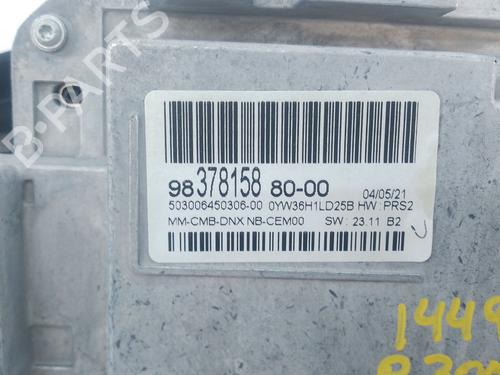 B-PARTS
98 378158 80-00 04/05/21
503006450306-00 0YW36H1LD25B HW : PRS2
MM-CMB-DNX NB-CEM00 SW : 23.11 B2